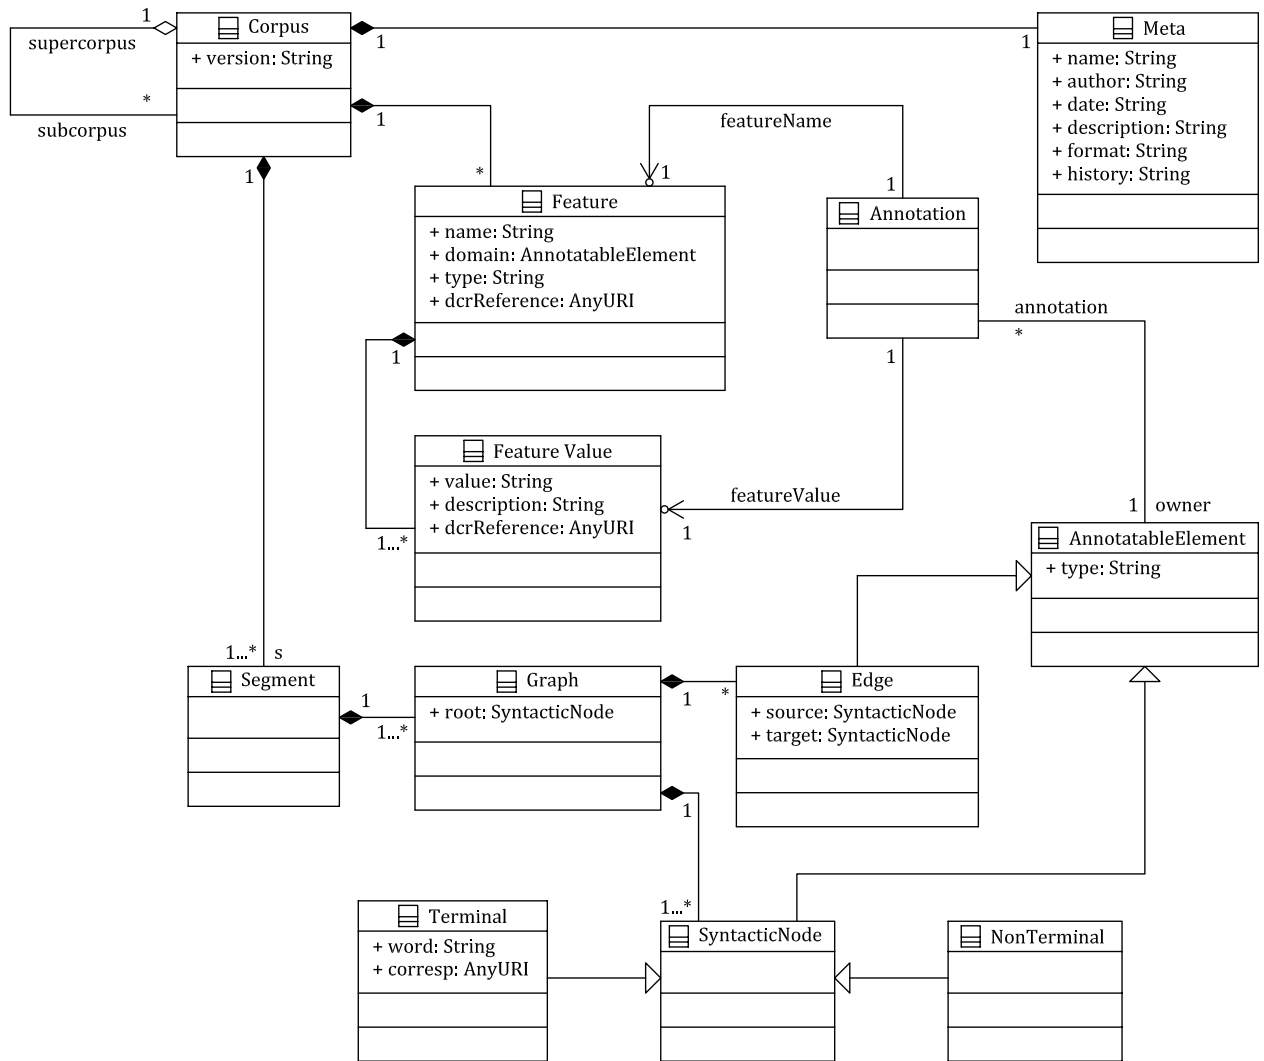 1
supercorpus
*
subcorpus
Corpus
+ version: String
1
1
Meta
+ name: String
+ author: String
+ date: String
+ description: String
+ format: String
+ history: String
1
*
1
featureName
1
1
Feature
+ name: String
+ domain: AnnotatableElement
+ type: String
+ dcrReference: AnyURI
Annotation
annotation
*
1
1
1
owner
Feature Value
+ value: String
+ description: String
+ dcrReference: AnyURI
1...*
featureValue
1
AnnotatableElement
+ type: String
1...*
s
Segment
1
1...*
Graph
+ root: SyntacticNode
1
*
Edge
+ source: SyntacticNode
+ target: SyntacticNode
1
1...*
Terminal
+ word: String
+ corresp: AnyURI
SyntacticNode
NonTerminal